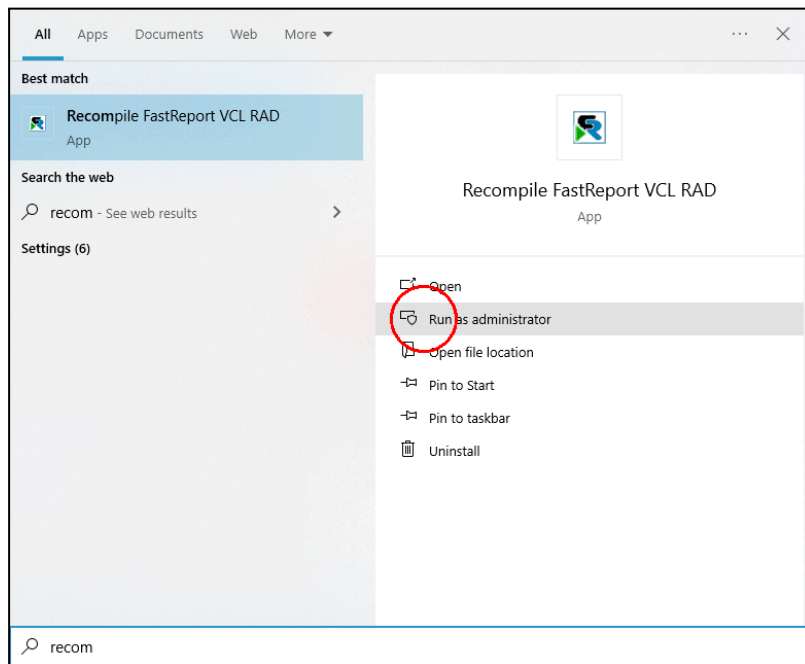 All Apps Documents Web More ...
Best match
Recompile FastReport VCL RAD
App
Search the web
recom - See web results
Settings (6)
Recompile FastReport VCL RAD
App
Open
Run as administrator
Open file location
Pin to Start
Pin to taskbar
Uninstall
recom